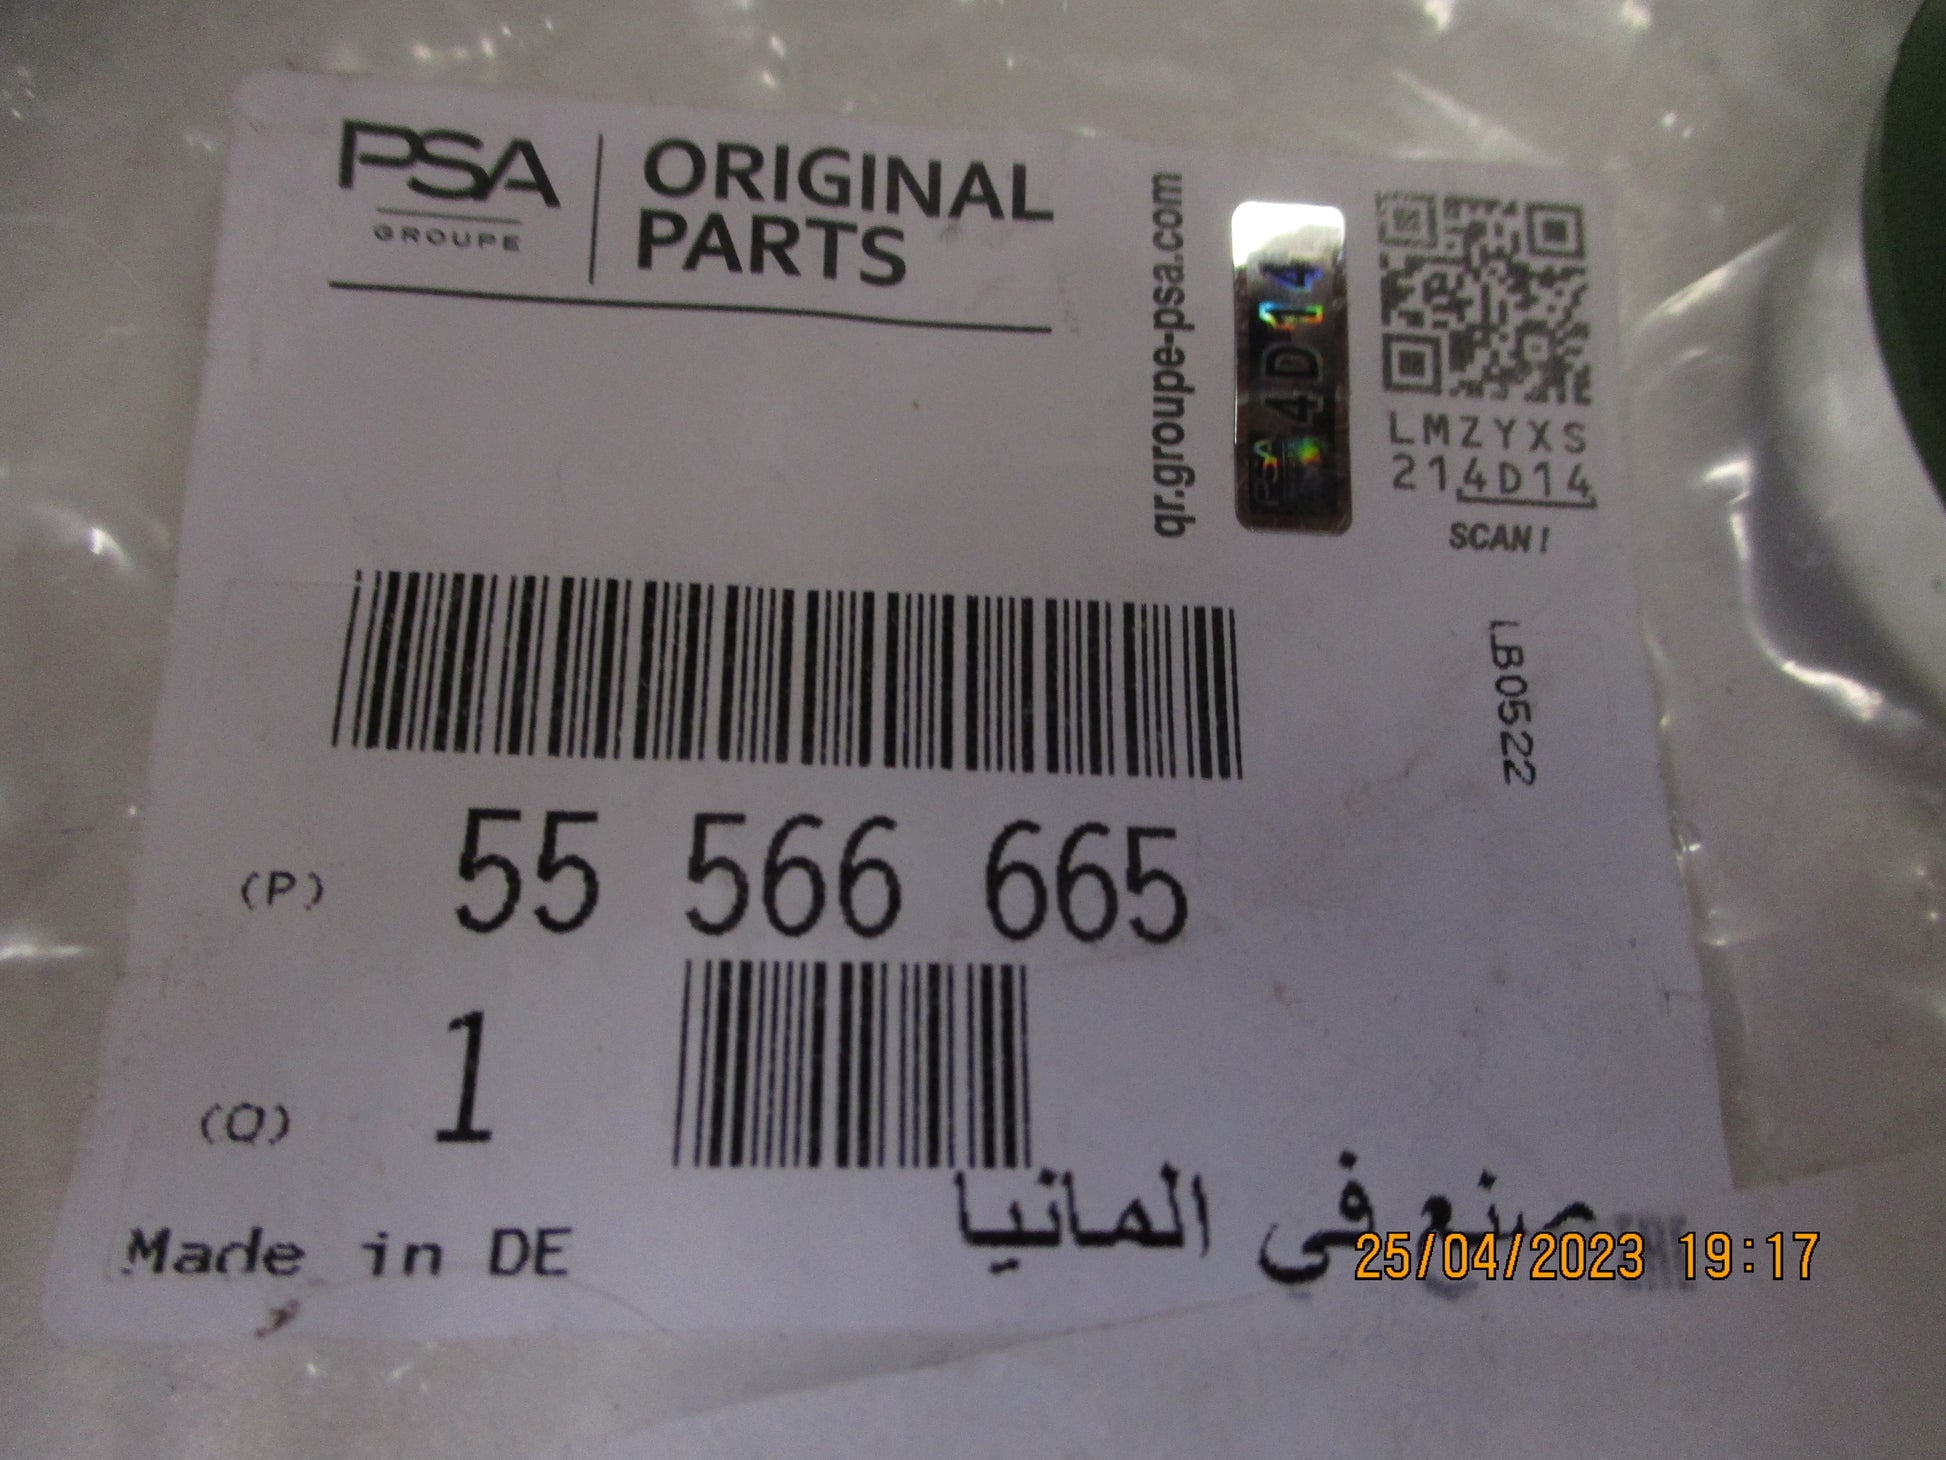 PSA
GROUPE
ORIGINAL
PARTS
qr.groupe-psa.com
PSA 4D14
LMZYXS
214D14
SCAN!
LB0522
(P) 55 566 665
(Q) 1
Made in DE
صنع في المانيا
25/04/2023 19:17